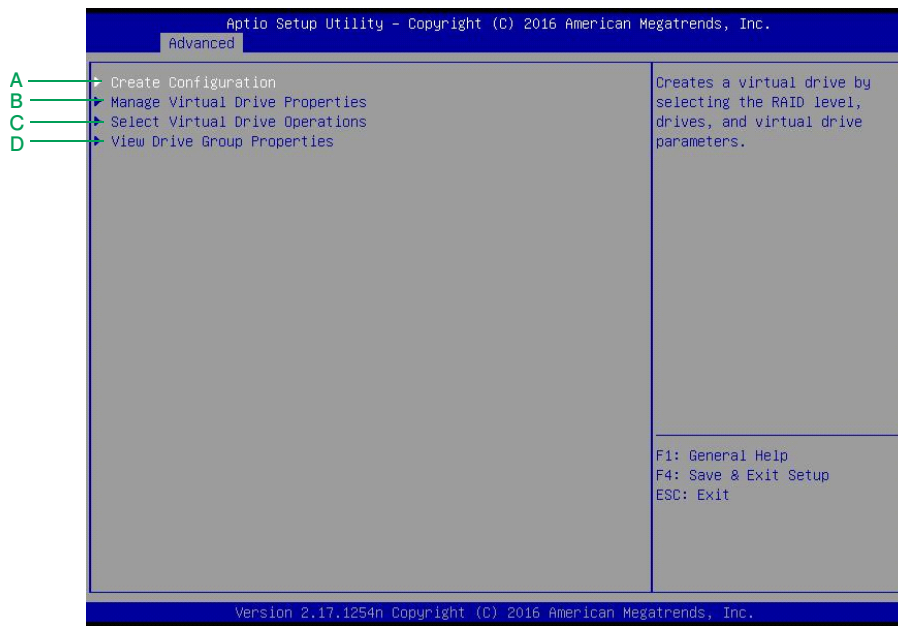 Aptio Setup Utility – Copyright (C) 2016 American Megatrends, Inc.
Advanced
A
Create Configuration
B
Manage Virtual Drive Properties
C
Select Virtual Drive Operations
D
View Drive Group Properties
Creates a virtual drive by
selecting the RAID level,
drives, and virtual drive
parameters.
F1: General Help
F4: Save & Exit Setup
ESC: Exit
Version 2.17.1254n Copyright (C) 2016 American Megatrends, Inc.